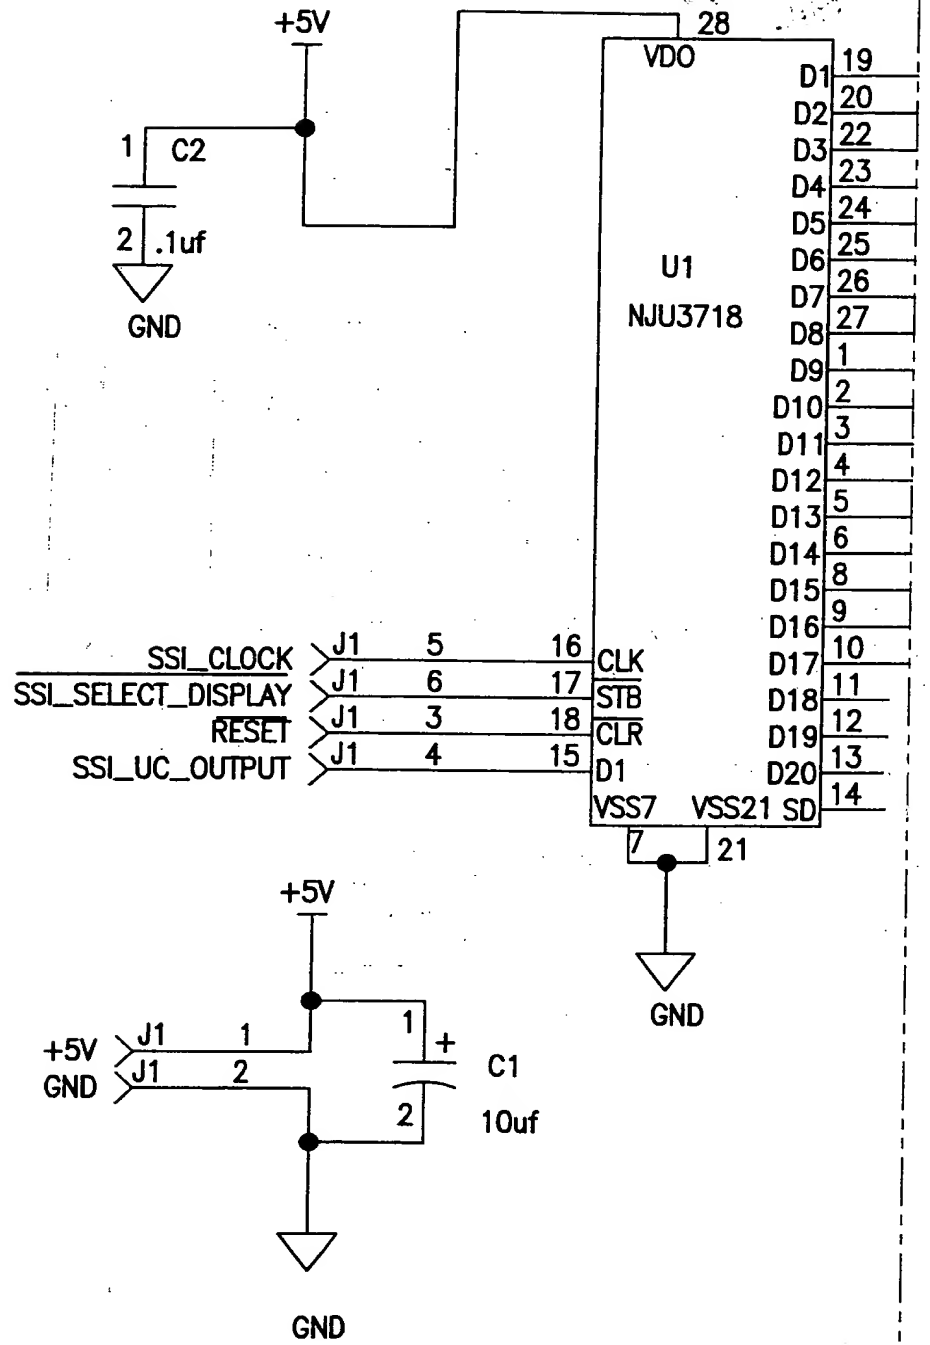 +5V
28
VDO
D1 19
D2 20
1 C2
D3 22
D4 23
D5 24
2 .1uf
D6 25
U1
D7 26
GND
NJU3718
D8 27
D9 1
D10 2
D11 3
D12 4
D13 5
D14 6
D15 8
D16 9
SSI_CLOCK J1 5 16 CLK
D17 10
SSI_SELECT_DISPLAY J1 6 17 STB
D18 11
RESET J1 3 18 CLR
D19 12
SSI_UC_OUTPUT J1 4 15 D1
D20 13
VSS7 VSS21 SD 14
7 21
+5V
GND
1 +
+5V J1 1
C1
GND J1 2
2 10uf
GND